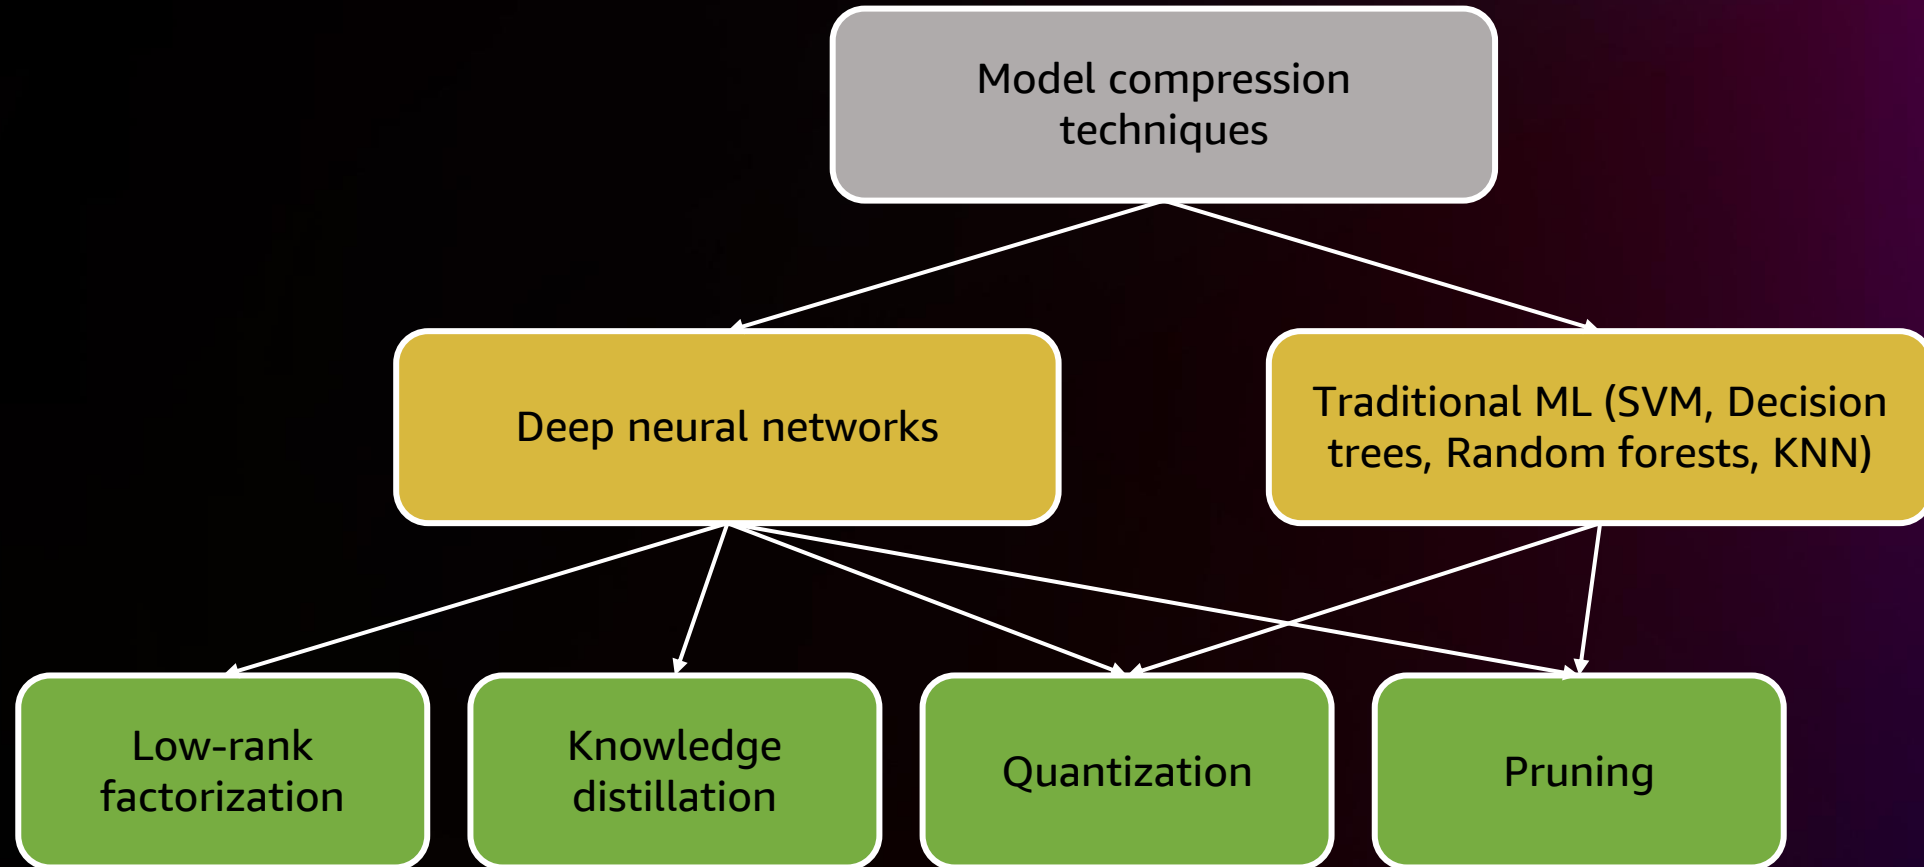 Model compression
techniques
Deep neural networks
Traditional ML (SVM, Decision
trees, Random forests, KNN)
Low-rank
factorization
Knowledge
distillation
Quantization
Pruning